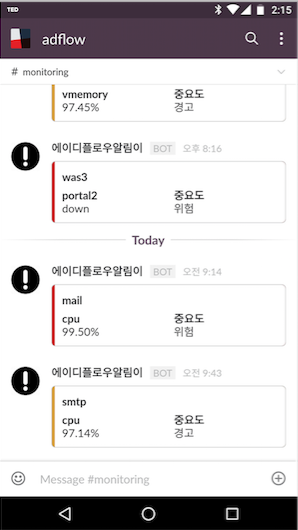 TED
2:15
adflow
# monitoring
vmemory 중요도
97.45% 경고
에이디플로우알림이 BOT 오후 8:16
was3
portal2 중요도
down 위험
Today
에이디플로우알림이 BOT 오전 9:14
mail
cpu 중요도
99.50% 위험
에이디플로우알림이 BOT 오전 9:43
smtp
cpu 중요도
97.14% 경고
Message #monitoring